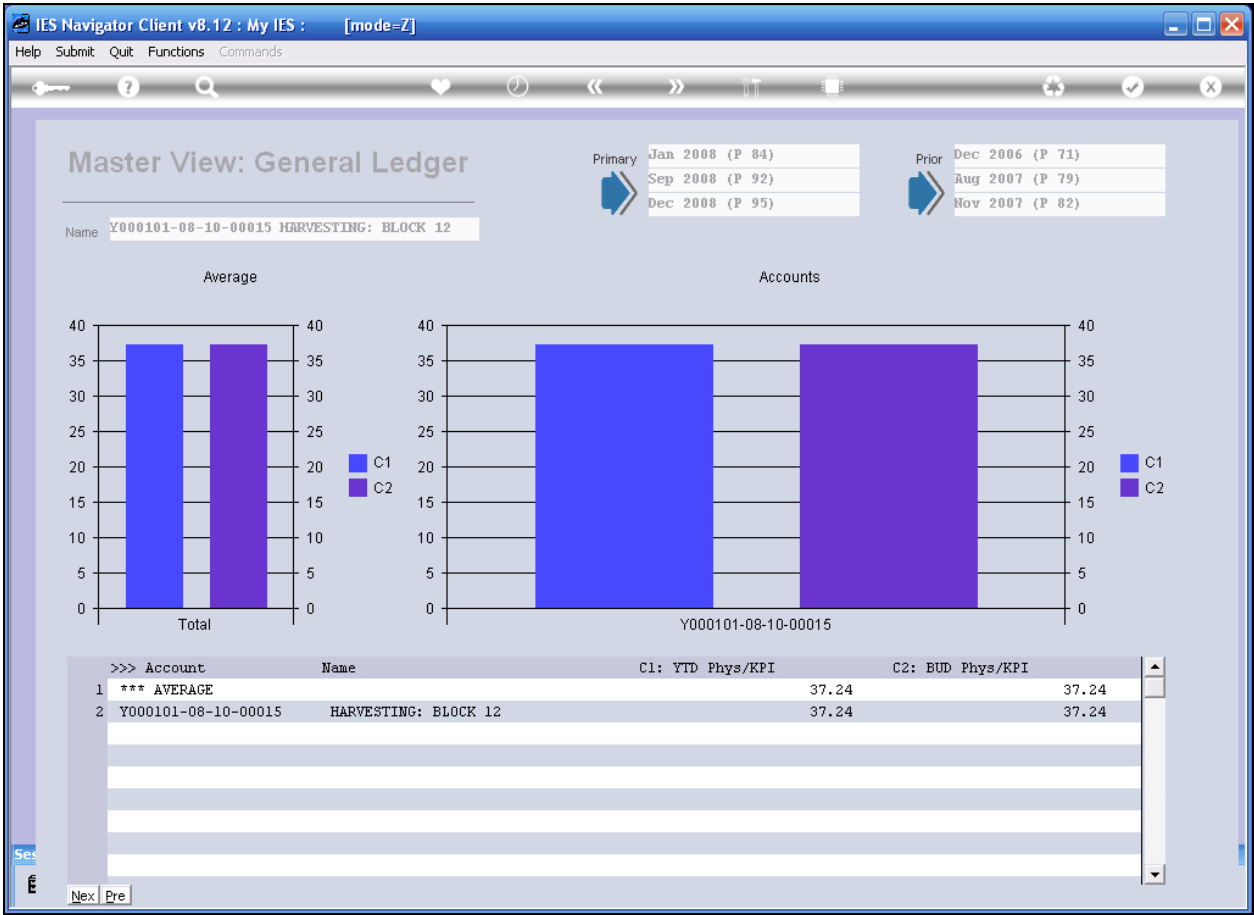 IES Navigator Client v8.12 : My IES : [mode=Z]
Help Submit Quit Functions Commands
Master View: General Ledger
Primary
Jan 2008 (P 84)
Sep 2008 (P 92)
Dec 2008 (P 95)
Prior
Dec 2006 (P 71)
Aug 2007 (P 79)
Nov 2007 (P 82)
Name Y000101-08-10-00015 HARVESTING: BLOCK 12
Average
40 40
35 35
30 30
25 25
20 20
15 15
10 10
5 5
0 0
Total
C1
C2
Accounts
40 40
35 35
30 30
25 25
20 20
15 15
10 10
5 5
0 0
Y000101-08-10-00015
C1
C2
>>> Account Name C1: YTD Phys/KPI C2: BUD Phys/KPI
1 *** AVERAGE 37.24 37.24
2 Y000101-08-10-00015 HARVESTING: BLOCK 12 37.24 37.24
Ses
Nex Pre